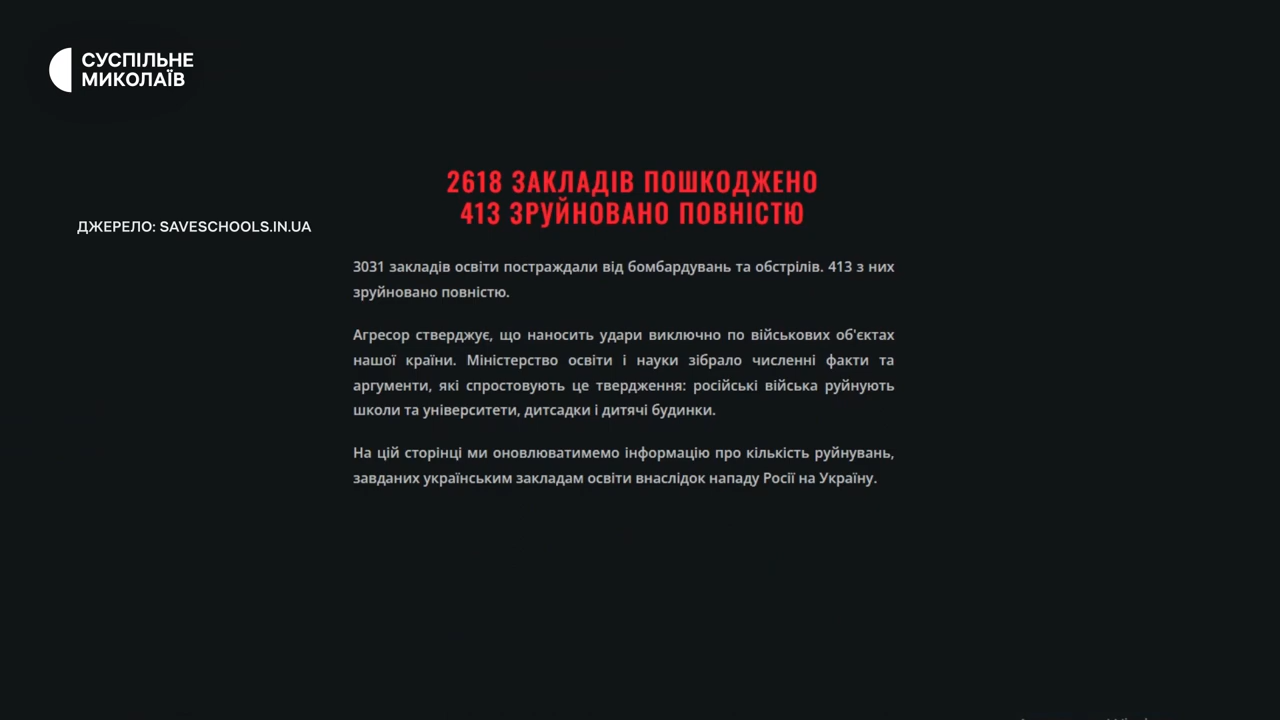 СУСПІЛЬНЕ
МИКОЛАЇВ
2618 ЗАКЛАДІВ ПОШКОДЖЕНО
413 ЗРУЙНОВАНО ПОВНІСТЮ
ДЖЕРЕЛО: SAVESCHOOLS.IN.UA
3031 закладів освіти постраждали від бомбардувань та обстрілів. 413 з них
зруйновано повністю.
Агресор стверджує, що наносить удари виключно по військових об'єктах
нашої країни. Міністерство освіти і науки зібрало численні факти та
аргументи, які спростовують це твердження: російські війська руйнують
школи та університети, дитсадки і дитячі будинки.
На цій сторінці ми оновлюватимемо інформацію про кількість руйнувань,
завданих українським закладам освіти внаслідок нападу Росії на Україну.